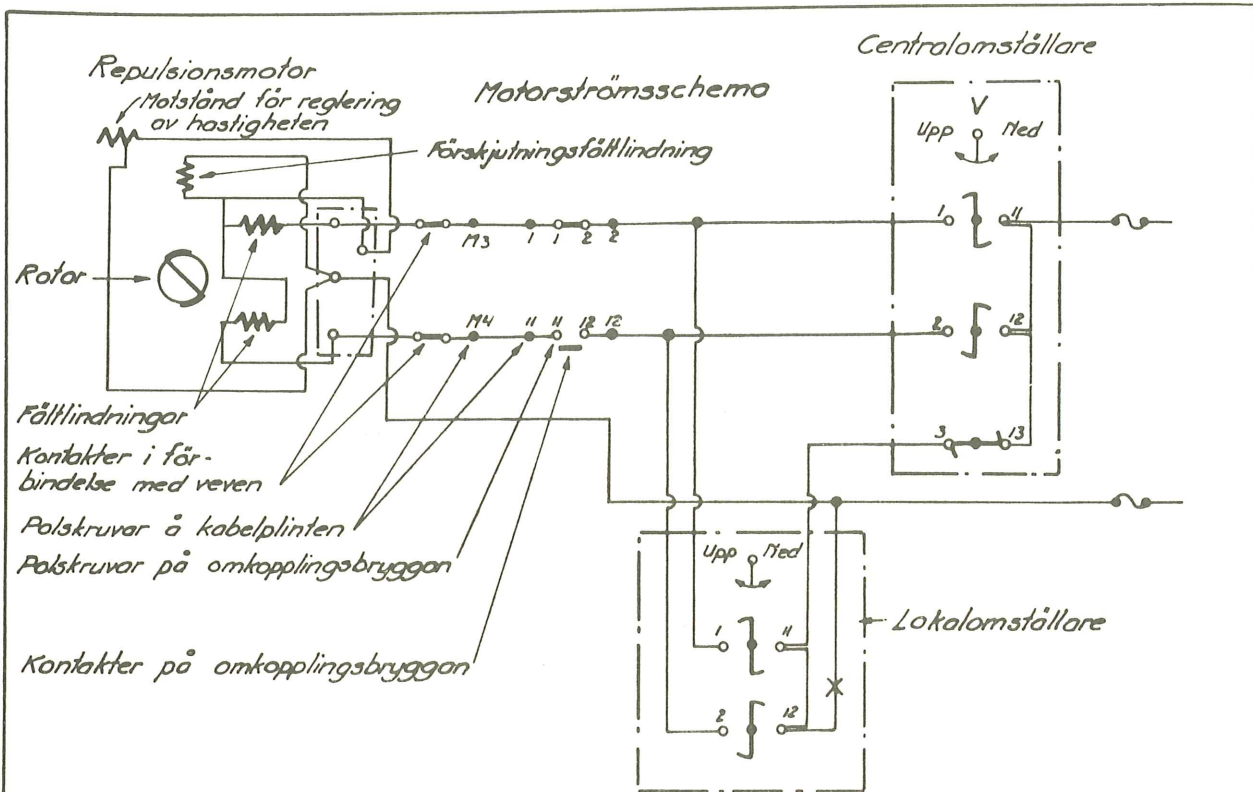 Centralomställare
Repulsionsmotor
Motstånd för reglering
av hastigheten
Motorströmsschema
V
Upp Ned
Förskjutningsfältlindning
1 11
M3 1 1 2 2
Rotor
2 12
M4 11 11 12 12
Fältlindningar
3 13
Kontakter i för-
bindelse med veven
Polskruvar å kabelplinten
Polskruvar på omkopplingsbryggan
Upp Ned
Lokalomställare
1 11
Kontakter på omkopplingsbryggan
2 12